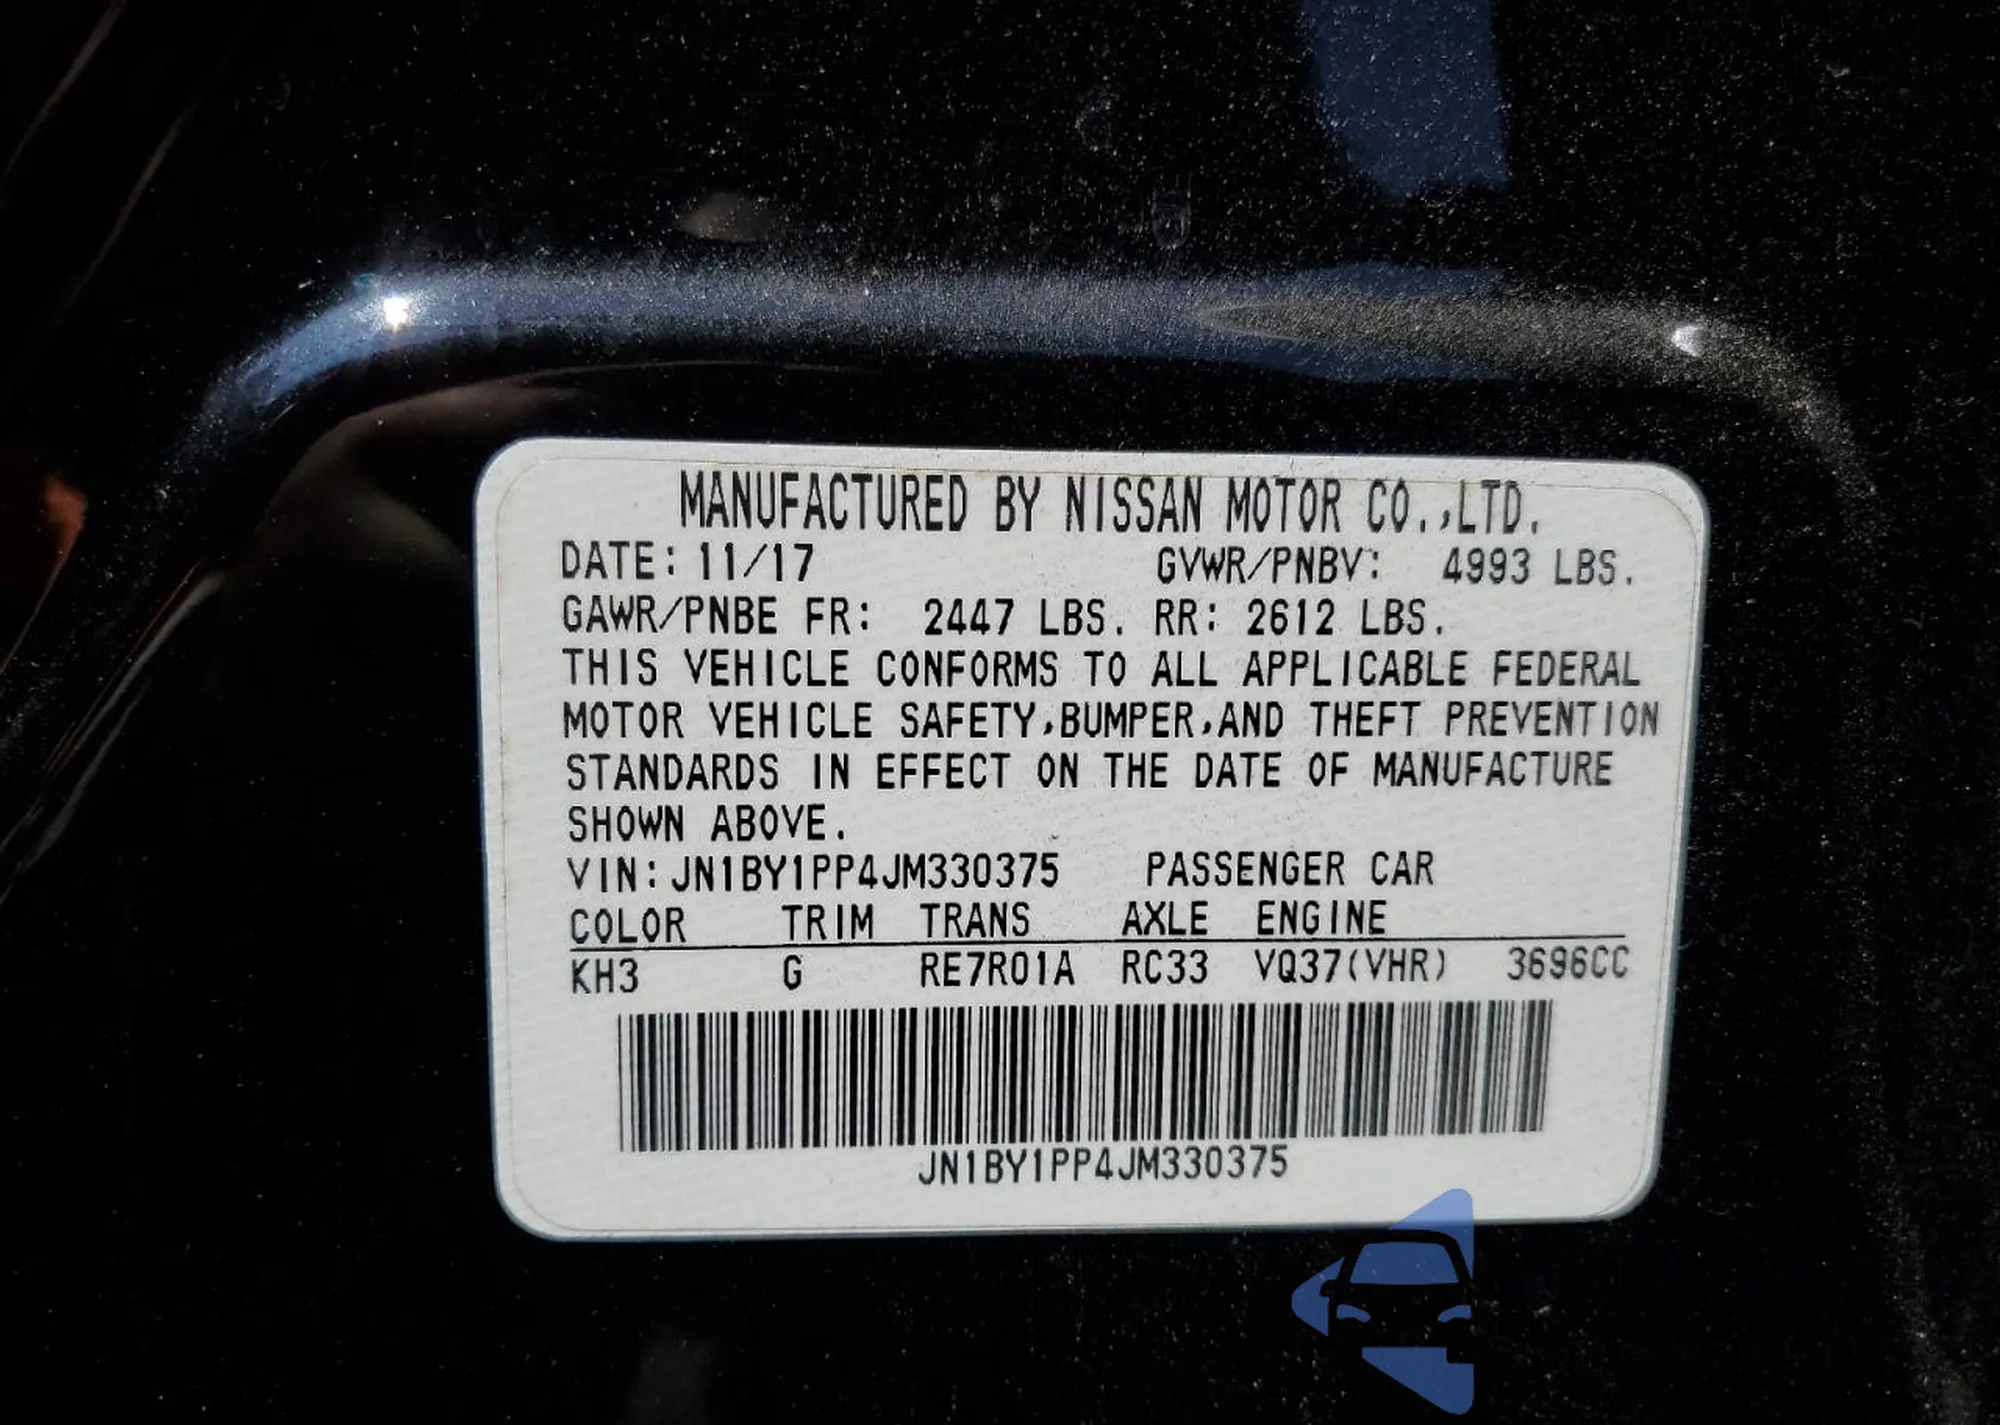 MANUFACTURED BY NISSAN MOTOR CO.,LTD.
DATE: 11/17 GVWR/PNBV: 4993 LBS.
GAWR/PNBE FR: 2447 LBS. RR: 2612 LBS.
THIS VEHICLE CONFORMS TO ALL APPLICABLE FEDERAL
MOTOR VEHICLE SAFETY,BUMPER,AND THEFT PREVENTION
STANDARDS IN EFFECT ON THE DATE OF MANUFACTURE
SHOWN ABOVE.
VIN:JN1BY1PP4JM330375 PASSENGER CAR
COLOR TRIM TRANS AXLE ENGINE
KH3 G RE7R01A RC33 VQ37(VHR) 3696CC
JN1BY1PP4JM330375